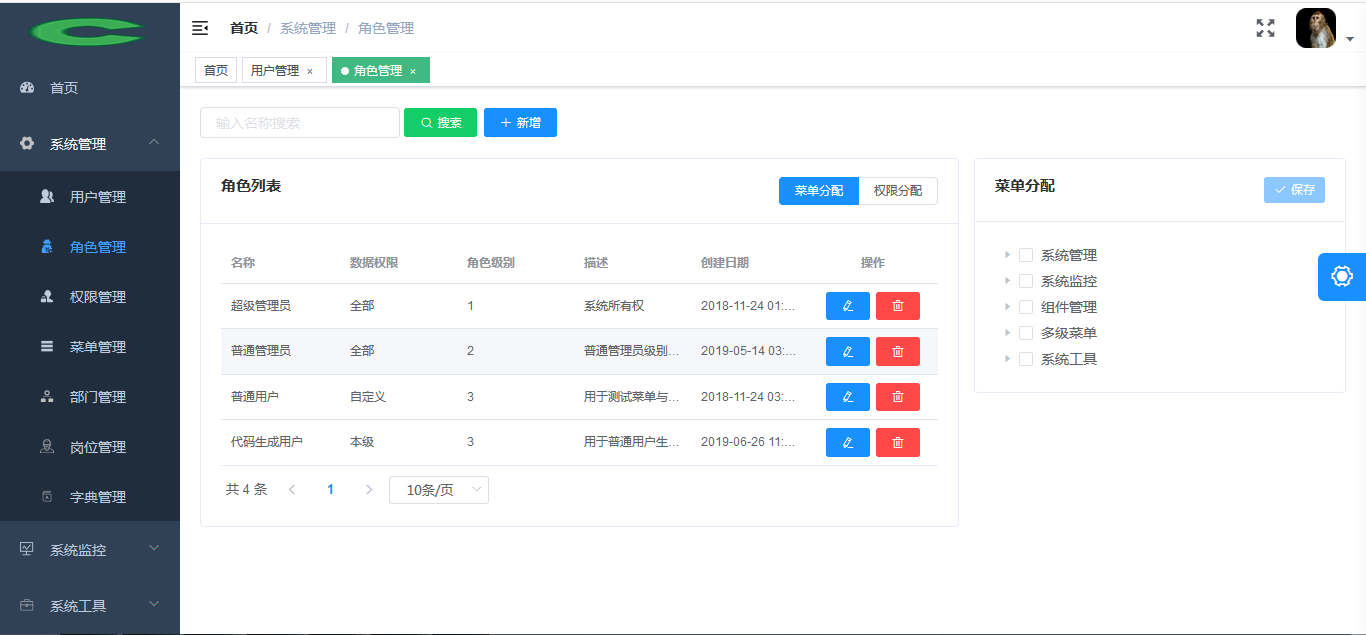 首页 / 系统管理 / 角色管理
首页
用户管理 ×
角色管理 ×
首页
系统管理
用户管理
角色管理
权限管理
菜单管理
部门管理
岗位管理
字典管理
系统监控
系统工具
输入名称搜索
搜索
新增
角色列表
菜单分配 权限分配
名称 数据权限 角色级别 描述 创建日期 操作
超级管理员 全部 1 系统所有权 2018-11-24 01:...
普通管理员 全部 2 普通管理员级别... 2019-05-14 03:...
普通用户 自定义 3 用于测试菜单与... 2018-11-24 03:...
代码生成用户 本级 3 用于普通用户生... 2019-06-26 11:...
共 4 条 1 10条/页
菜单分配
保存
系统管理
系统监控
组件管理
多级菜单
系统工具